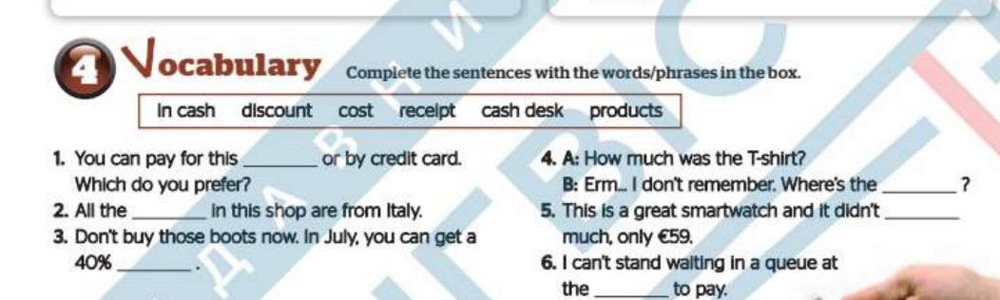 4 Vocabulary Complete the sentences with the words/phrases in the box.
in cash discount cost receipt cash desk products
1. You can pay for this ________ or by credit card.
Which do you prefer?
2. All the ________ in this shop are from Italy.
3. Don't buy those boots now. In July, you can get a
40% ________ .
4. A: How much was the T-shirt?
B: Erm... I don't remember. Where's the ________ ?
5. This is a great smartwatch and it didn't ________
much, only €59.
6. I can't stand waiting in a queue at
the ________ to pay.